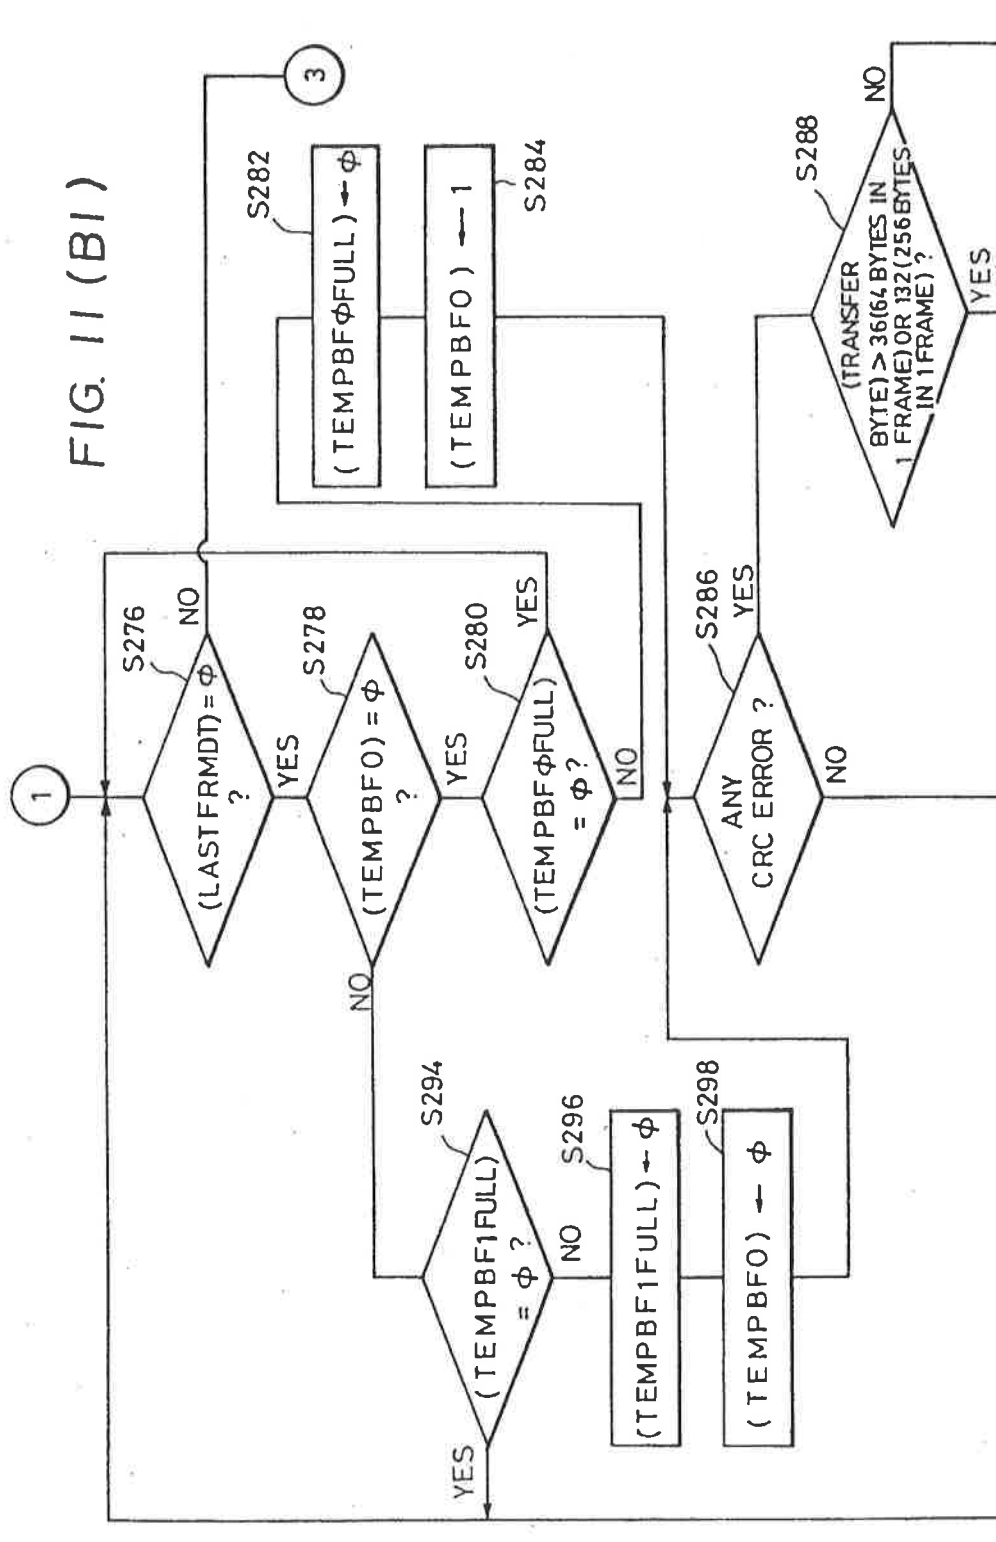 FIG. 11 (B1)
1
S276
(LASTFRMDT)=ϕ
?
NO
3
YES
S278
(TEMPBF0)=ϕ
?
NO
YES
S280
(TEMPBFϕFULL)
=ϕ?
YES
NO
S282
(TEMPBFϕFULL)←ϕ
(TEMPBF0)←1
S284
S294
(TEMPBF1FULL)
=ϕ?
YES
NO
S296
(TEMPBF1FULL)←ϕ
S298
(TEMPBF0)←ϕ
S286
ANY
CRC ERROR ?
YES
NO
S288
(TRANSFER
BYTE)>36(64 BYTES IN
1 FRAME)OR 132(256BYTES
IN 1 FRAME) ?
NO
YES